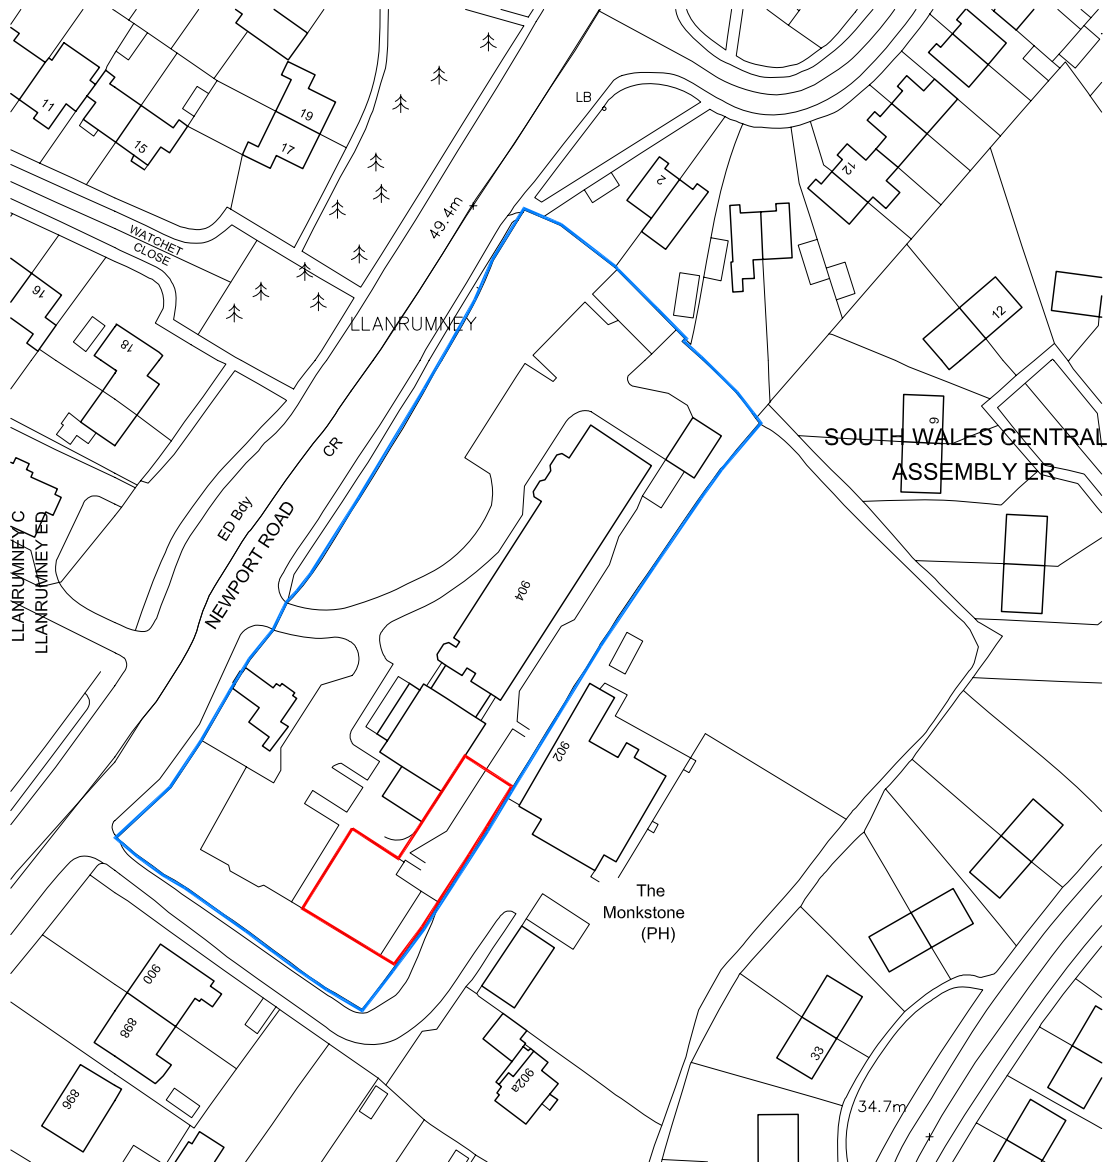 11
15
19
17
LB
2
12
49.4m
WATCHET
CLOSE
16
18
LLANRUMNEY
12
9
SOUTH WALES CENTRAL
ASSEMBLY ER
CR
ED Bdy
NEWPORT ROAD
LLANRUMNEY C
LLANRUMNEY ED
904
902
The
Monkstone
(PH)
900
898
896
902a
33
34.7m